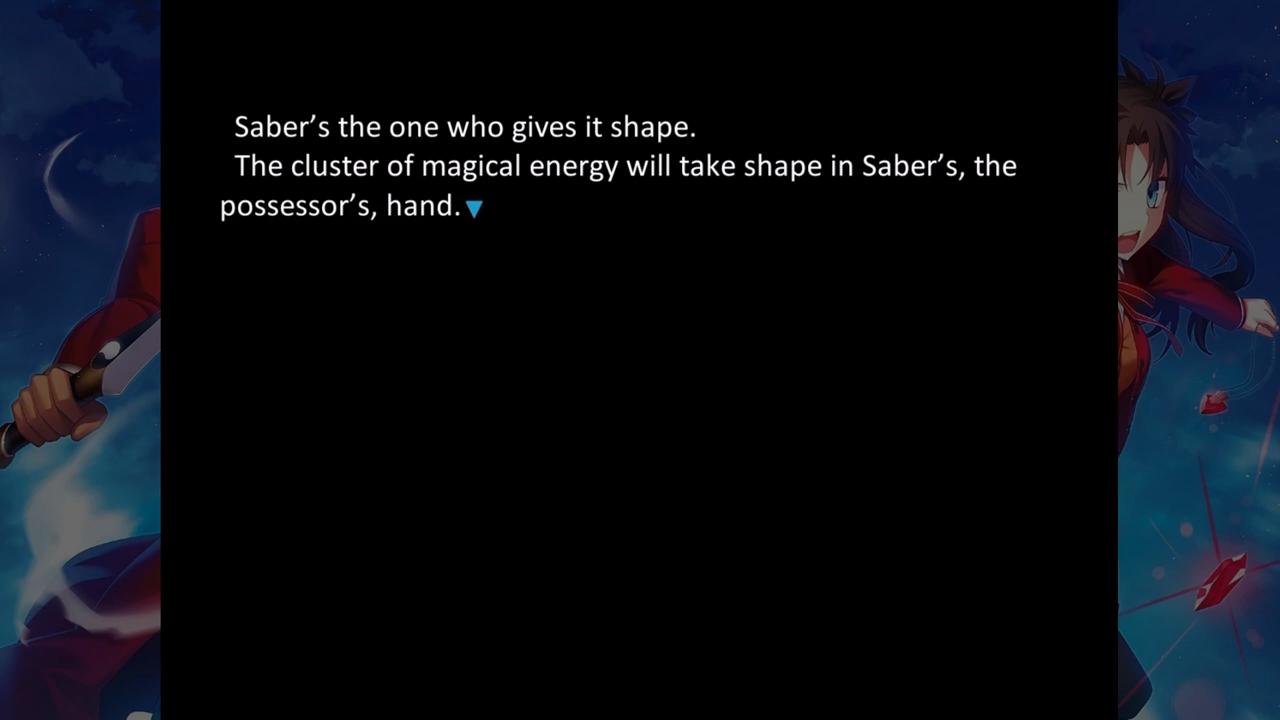 Saber’s the one who gives it shape.
The cluster of magical energy will take shape in Saber’s, the
possessor’s, hand.